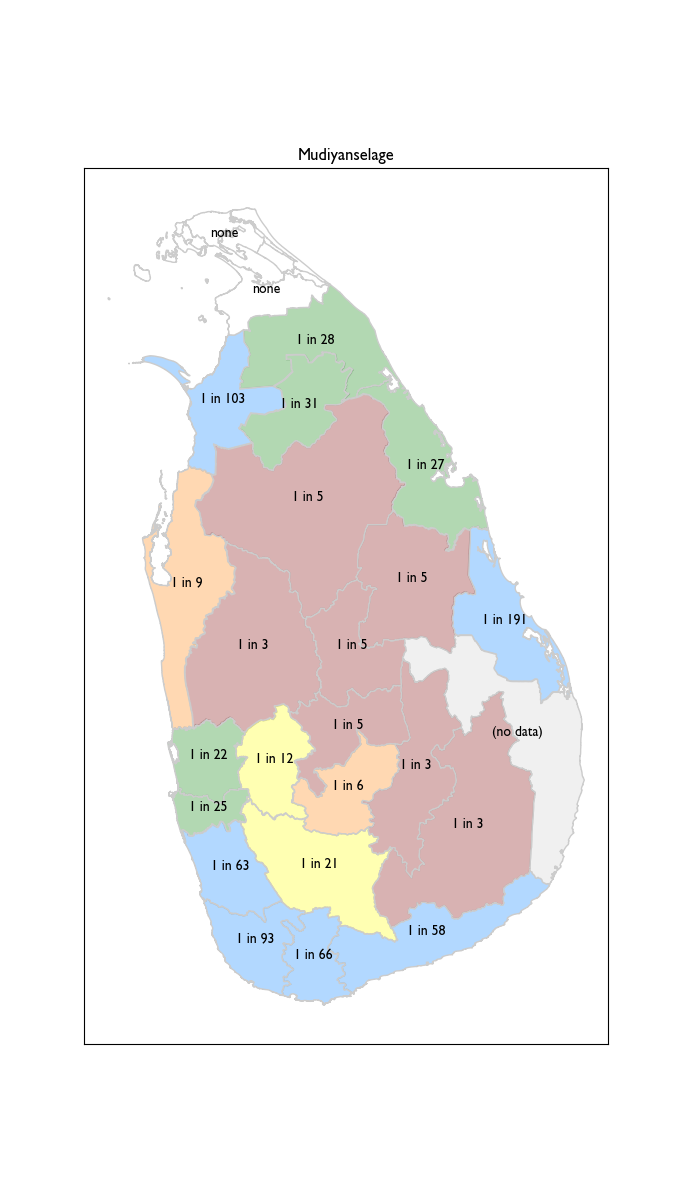 Mudiyanselage
none
none
1 in 28
1 in 103
1 in 31
1 in 27
1 in 5
1 in 5
1 in 9
1 in 191
1 in 3
1 in 5
1 in 5
(no data)
1 in 22
1 in 12
1 in 3
1 in 6
1 in 25
1 in 3
1 in 21
1 in 63
1 in 58
1 in 93
1 in 66